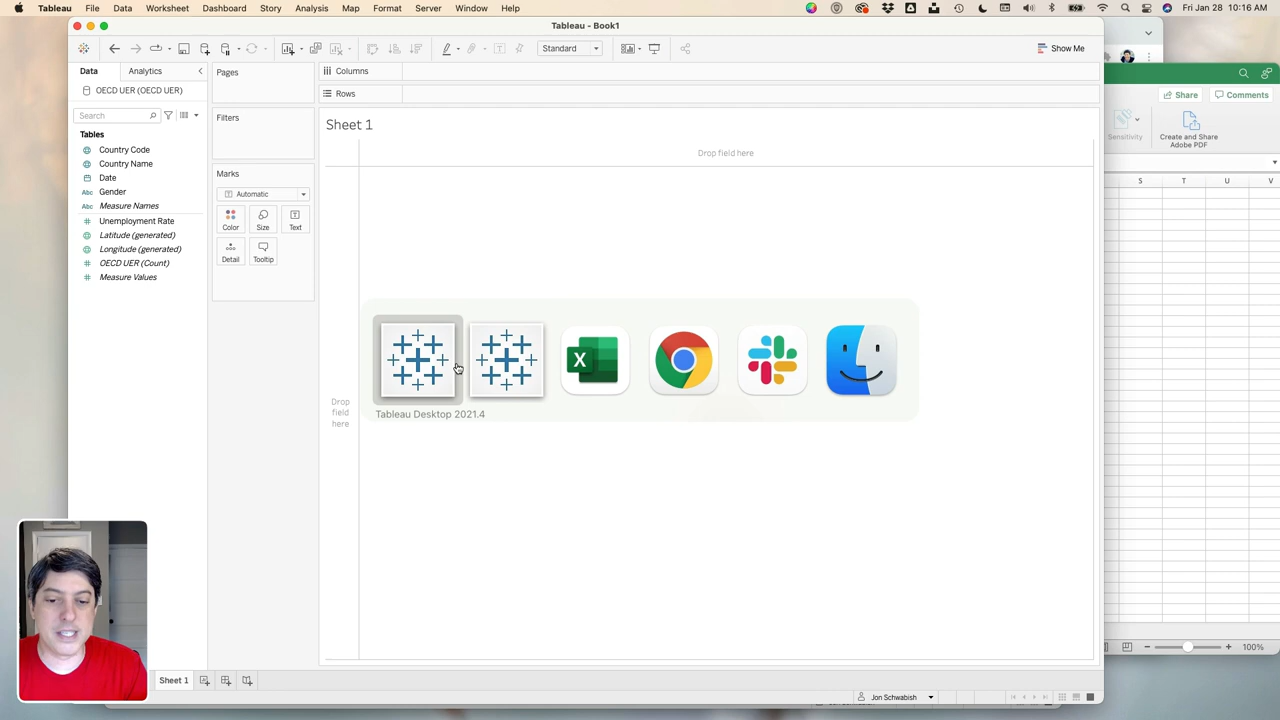 Tableau File Data Worksheet Dashboard Story Analysis Map Format Server Window Help
Fri Jan 28 10:16 AM
Tableau - Book1
Standard
Show Me
Share
Comments
Sensitivity
Create and Share
Adobe PDF
Data
Analytics
OECD UER (OECD UER)
Search
Tables
Country Code
Country Name
Date
Abc Gender
Abc Measure Names
# Unemployment Rate
Latitude (generated)
Longitude (generated)
# OECD UER (Count)
# Measure Values
Pages
Filters
Marks
Automatic
Color
Size
Text
Detail
Tooltip
Columns
Rows
Sheet 1
Drop field here
Drop
field
here
X
Tableau Desktop 2021.4
S T U V
Sheet 1
Jon Schwabish
100%